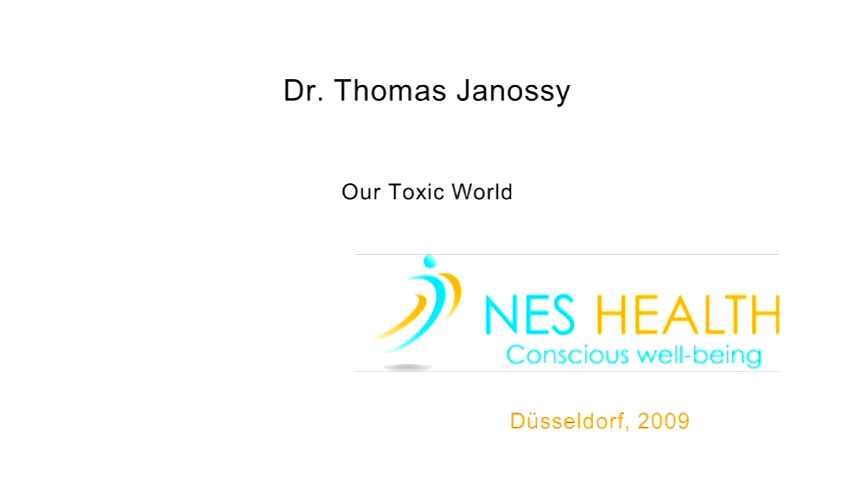 Dr. Thomas Janossy
Our Toxic World
NES HEALTH
Conscious well-being
Düsseldorf, 2009